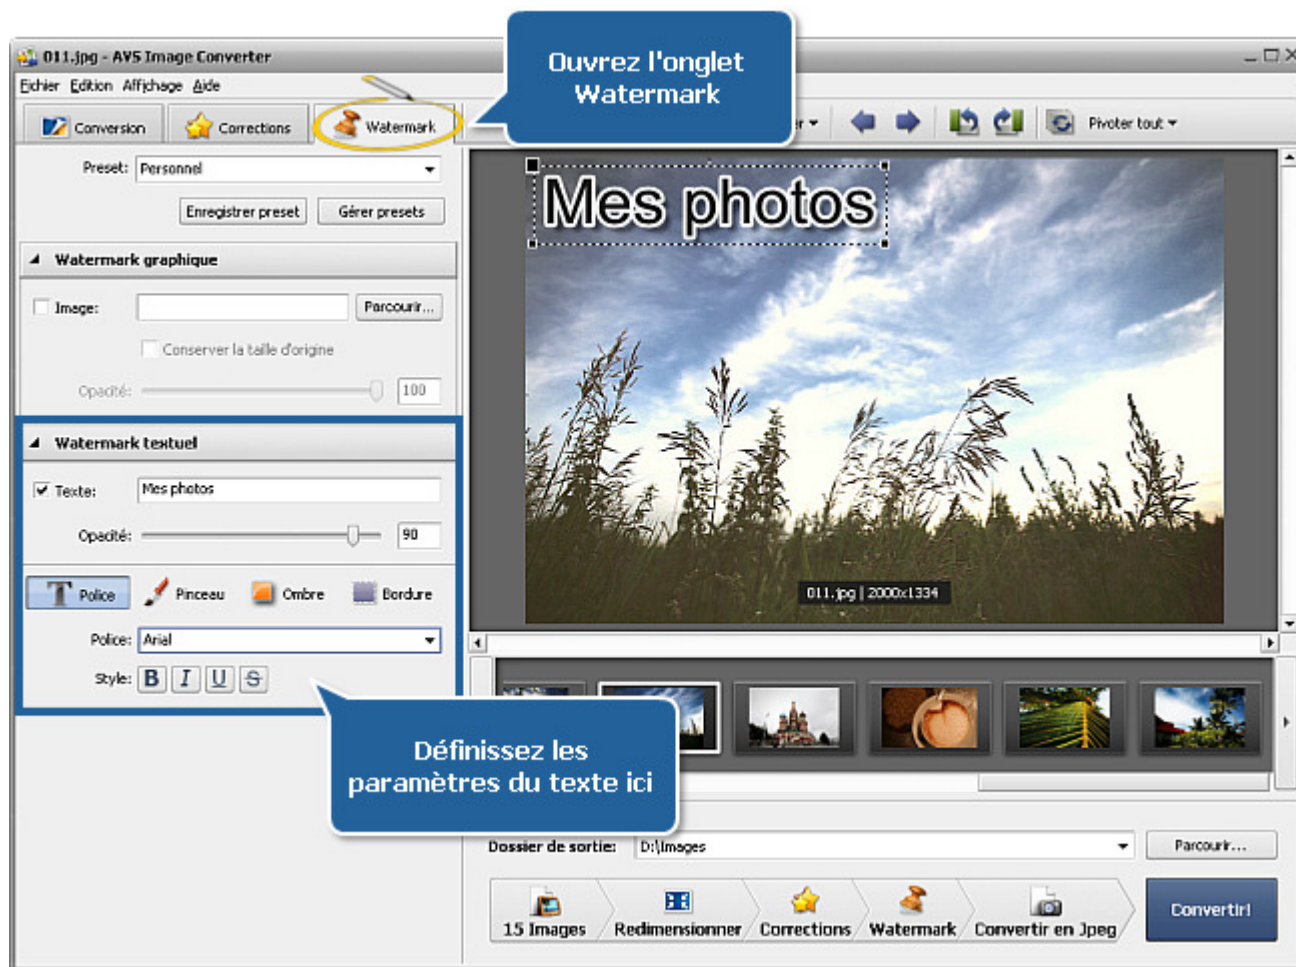 011.jpg - AVS Image Converter
Fichier Edition Affichage Aide
Ouvrez l'onglet
Watermark
Conversion Corrections Watermark
Pivoter tout
Preset: Personnel
Enregistrer preset Gérer presets
Mes photos
Watermark graphique
Image: Parcourir...
Conserver la taille d'origine
Opacité: 100
Watermark textuel
Texte: Mes photos
Opacité: 90
Police Pinceau Ombre Bordure
011.jpg | 2000x1334
Police: Arial
Style: B I U S
Définissez les
paramètres du texte ici
Dossier de sortie: D:\Images Parcourir...
15 Images Redimensionner Corrections Watermark Convertir en Jpeg Convertir!